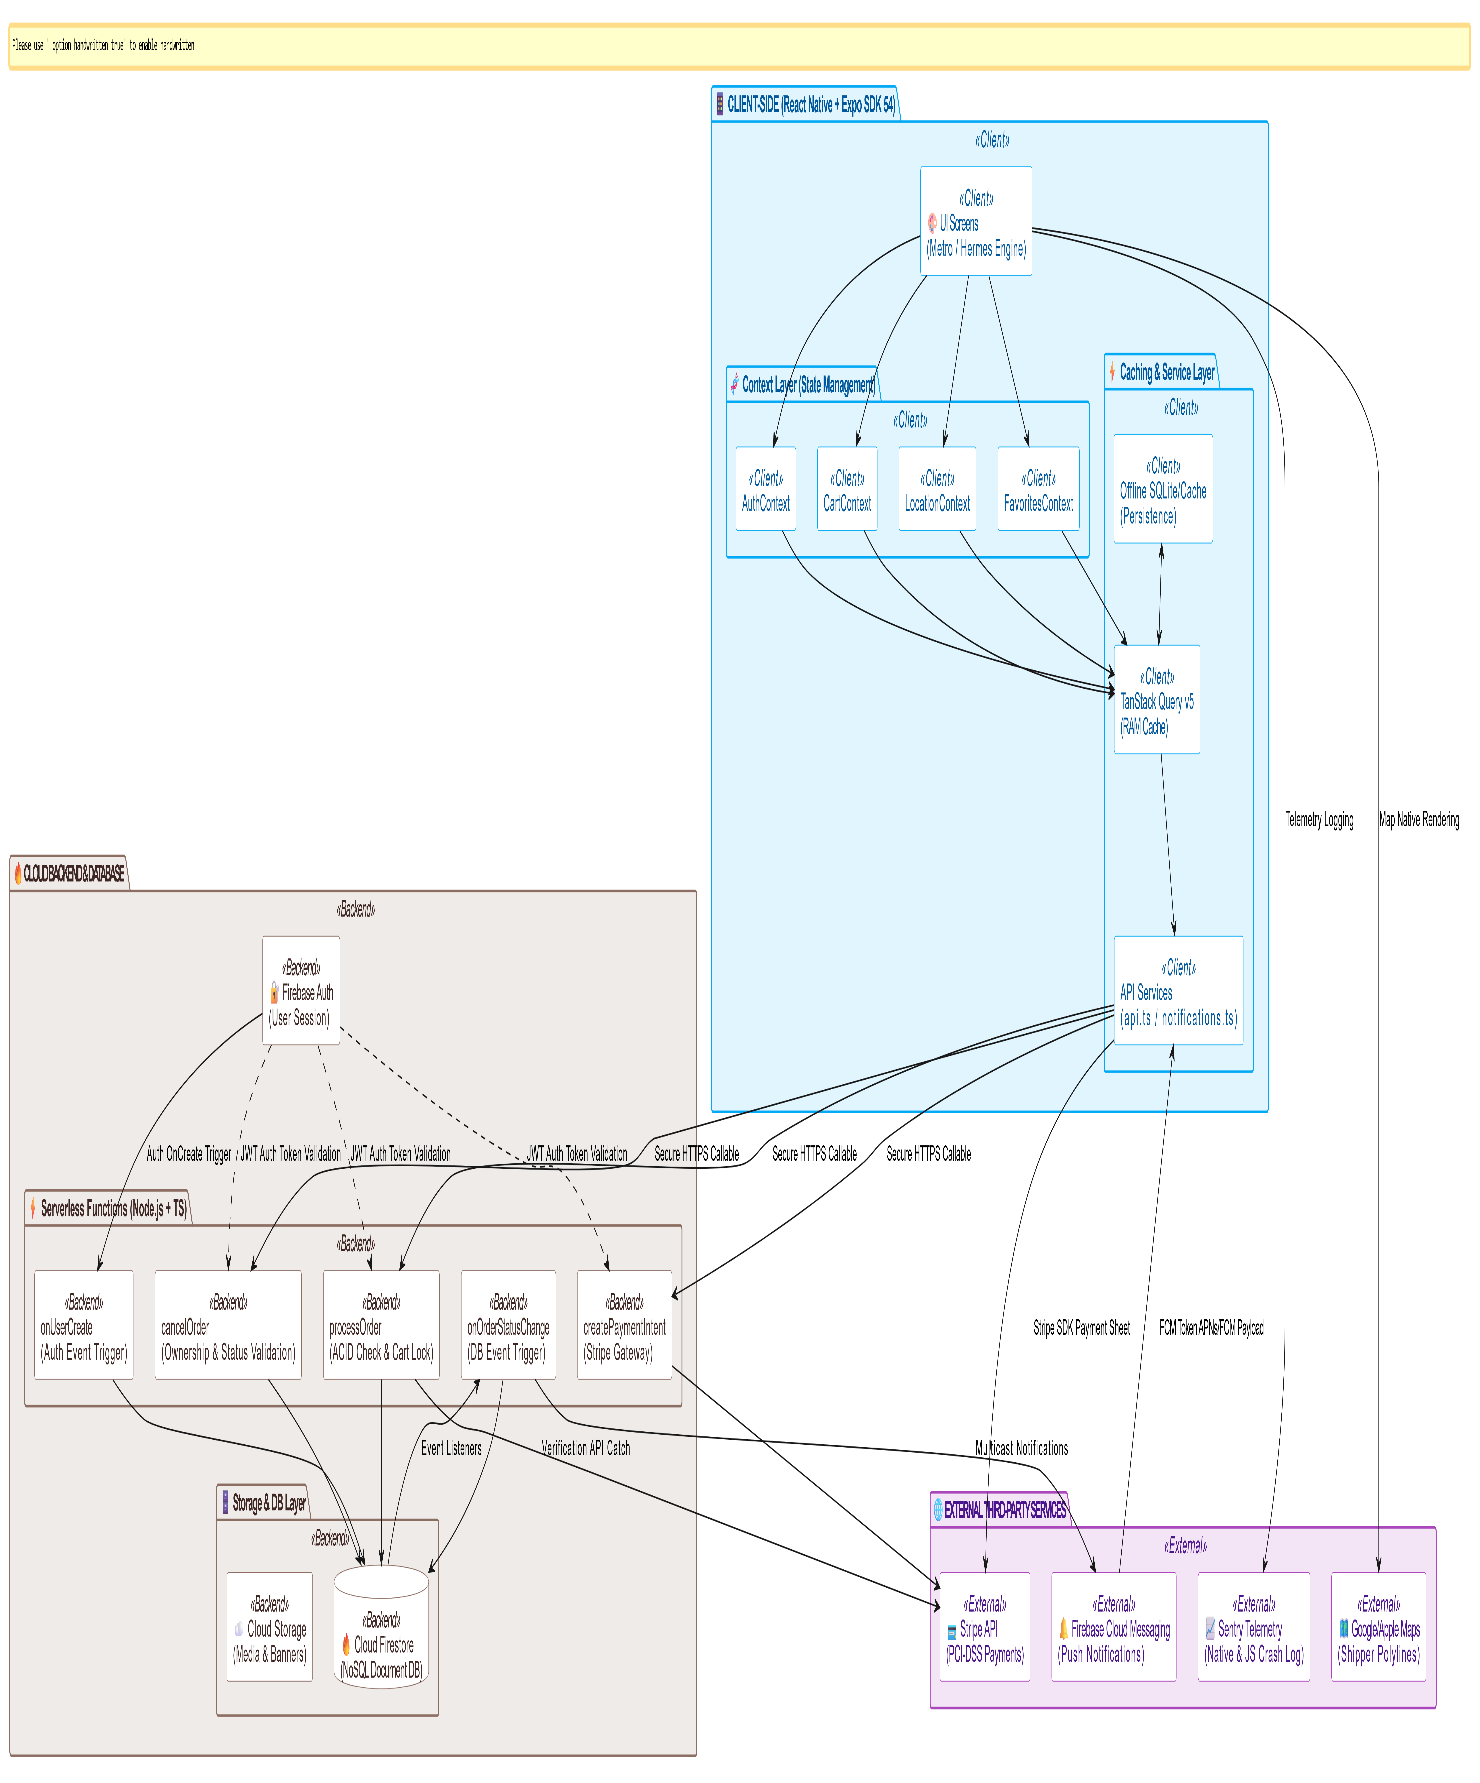 Please use '!option handwritten true' to enable handwritten
CLIENT-SIDE (React Native + Expo SDK 54)
«Client»
«Client»
UI Screens
(Metro / Hermes Engine)
Context Layer (State Management)
«Client»
«Client»
AuthContext
«Client»
CartContext
«Client»
LocationContext
«Client»
FavoritesContext
Caching & Service Layer
«Client»
«Client»
Offline SQLite/Cache
(Persistence)
«Client»
TanStack Query v5
(RAM Cache)
«Client»
API Services
(api.ts / notifications.ts)
Telemetry Logging
Map Native Rendering
CLOUD BACKEND & DATABASE
«Backend»
«Backend»
Firebase Auth
(User Session)
Auth OnCreate Trigger
JWT Auth Token Validation
JWT Auth Token Validation
JWT Auth Token Validation
Secure HTTPS Callable
Secure HTTPS Callable
Secure HTTPS Callable
Serverless Functions (Node.js + TS)
«Backend»
«Backend»
onUserCreate
(Auth Event Trigger)
«Backend»
cancelOrder
(Ownership & Status Validation)
«Backend»
processOrder
(ACID Check & Cart Lock)
«Backend»
onOrderStatusChange
(DB Event Trigger)
«Backend»
createPaymentIntent
(Stripe Gateway)
Stripe SDK Payment Sheet
FCM Token APNs/FCM Payload
Event Listeners
Verification API Catch
Multicast Notifications
Storage & DB Layer
«Backend»
«Backend»
Cloud Storage
(Media & Banners)
«Backend»
Cloud Firestore
(NoSQL Document DB)
EXTERNAL THIRD-PARTY SERVICES
«External»
«External»
Stripe API
(PCI-DSS Payments)
«External»
Firebase Cloud Messaging
(Push Notifications)
«External»
Sentry Telemetry
(Native & JS Crash Log)
«External»
Google/Apple Maps
(Shipper Polylines)